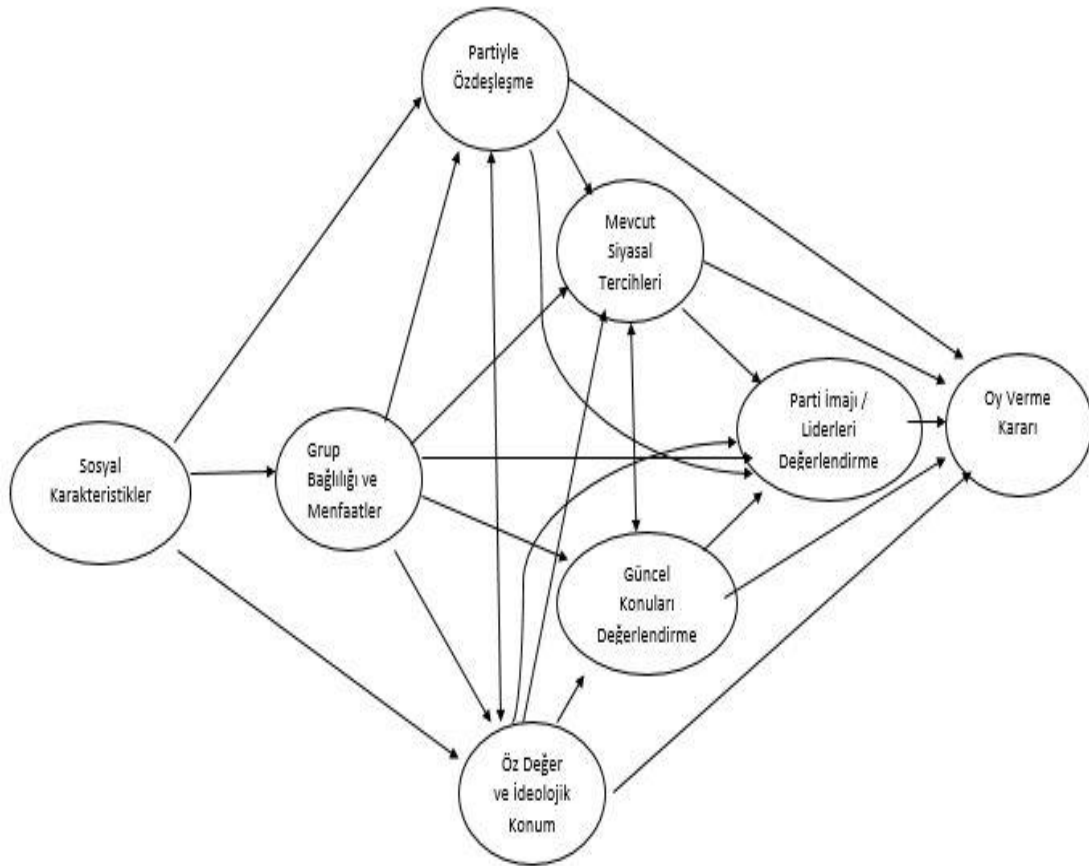 Partiyle
Özdeşleşme
Mevcut
Siyasal
Tercihleri
Parti İmajı /
Liderleri
Değerlendirme
Oy Verme
Kararı
Sosyal
Karakteristikler
Grup
Bağlılığı ve
Menfaatler
Güncel
Konuları
Değerlendirme
Öz Değer
ve İdeolojik
Konum